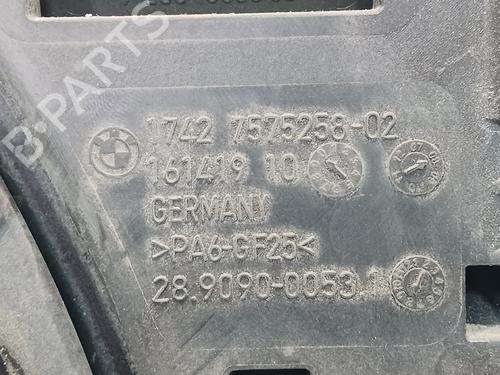 1742 7575258-02
161419 10
GERMANY
>PA6-GF25<
28.9090-0053.1
B-PARTS